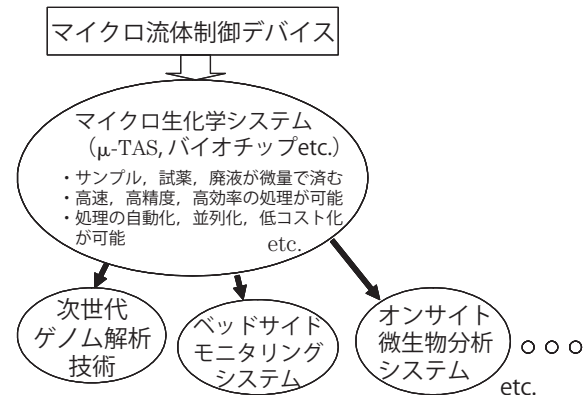 マイクロ流体制御デバイス
マイクロ生化学システム
（μ-TAS, バイオチップetc.）
・サンプル，試薬，廃液が微量で済む
・高速，高精度，高効率の処理が可能
・処理の自動化，並列化，低コスト化
が可能
etc.
次世代
ゲノム解析
技術
ベッドサイド
モニタリング
システム
オンサイト
微生物分析
システム
etc.